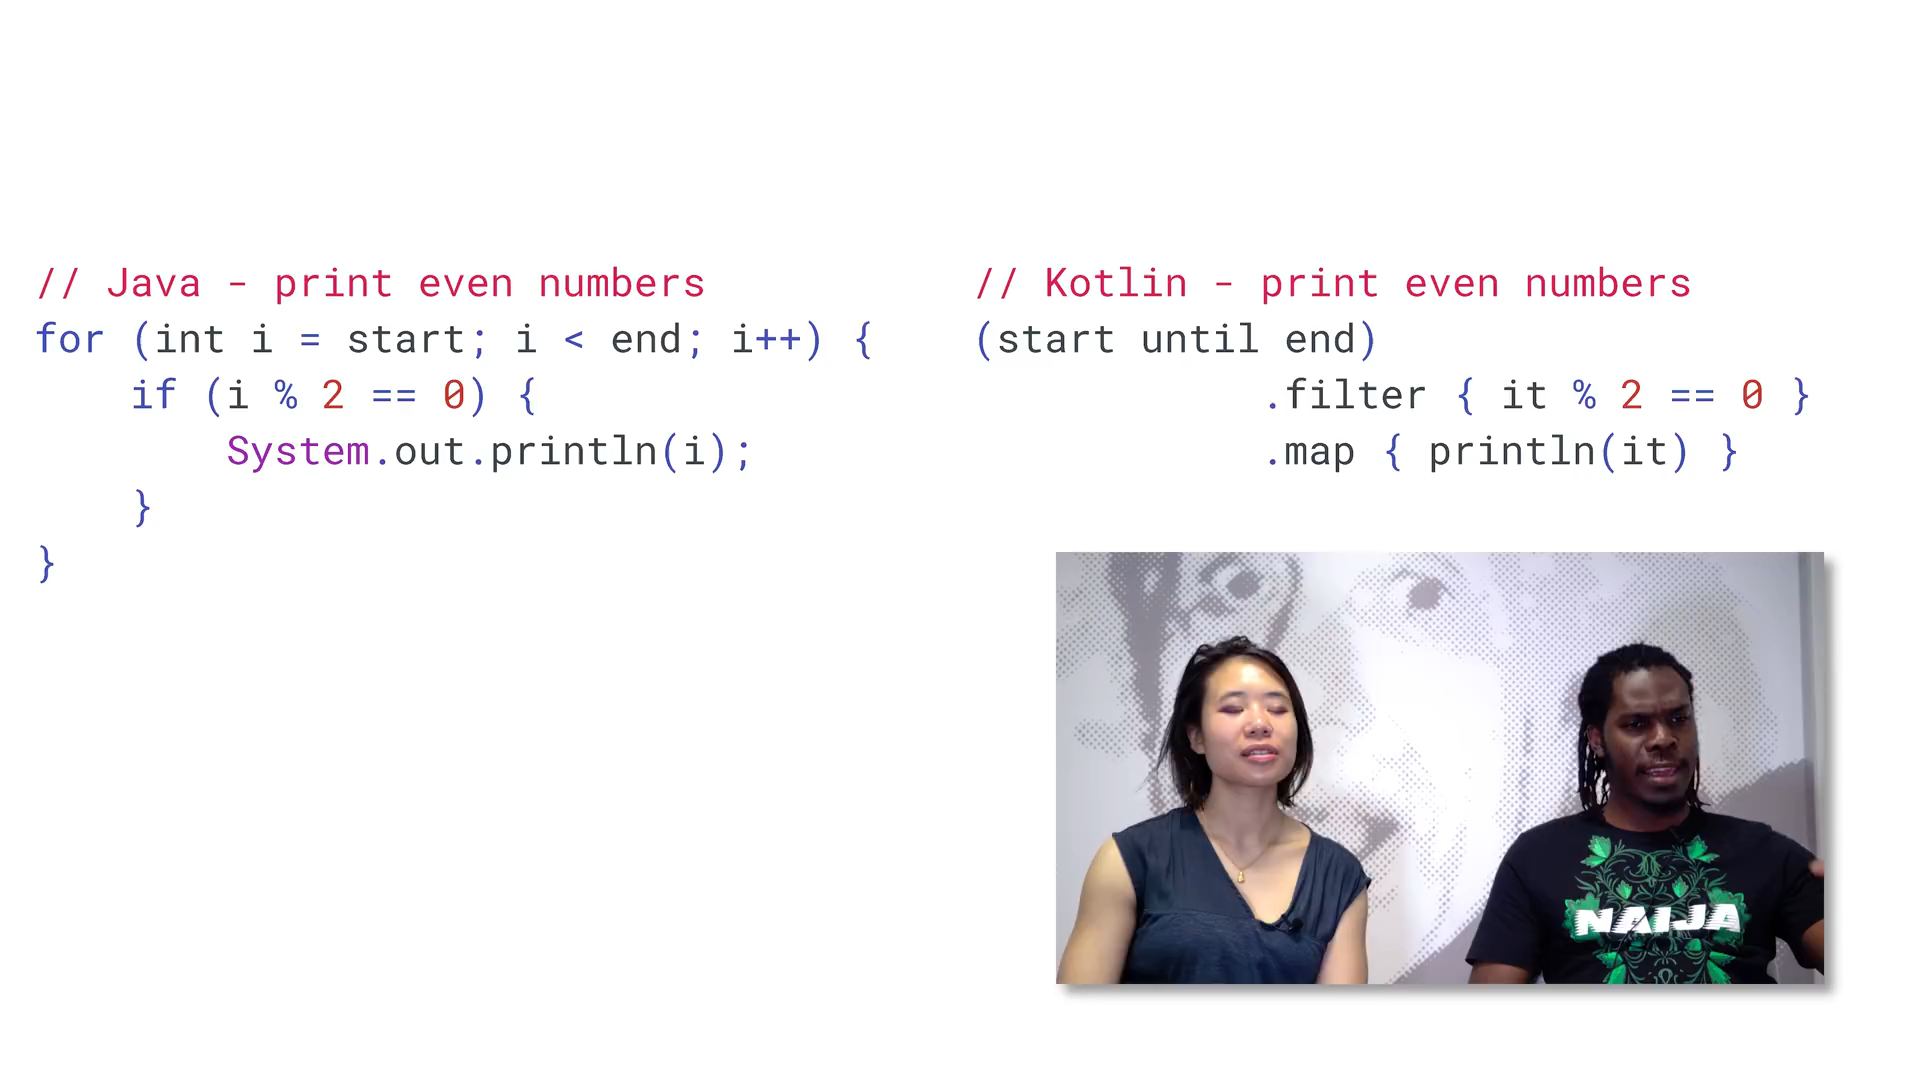 // Java - print even numbers
for (int i = start; i < end; i++) {
    if (i % 2 == 0) {
        System.out.println(i);
    }
}
// Kotlin - print even numbers
(start until end)
            .filter { it % 2 == 0 }
            .map { println(it) }
NAIJA